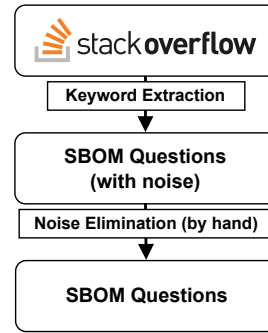 stackoverflow
Keyword Extraction
SBOM Questions
(with noise)
Noise Elimination (by hand)
SBOM Questions